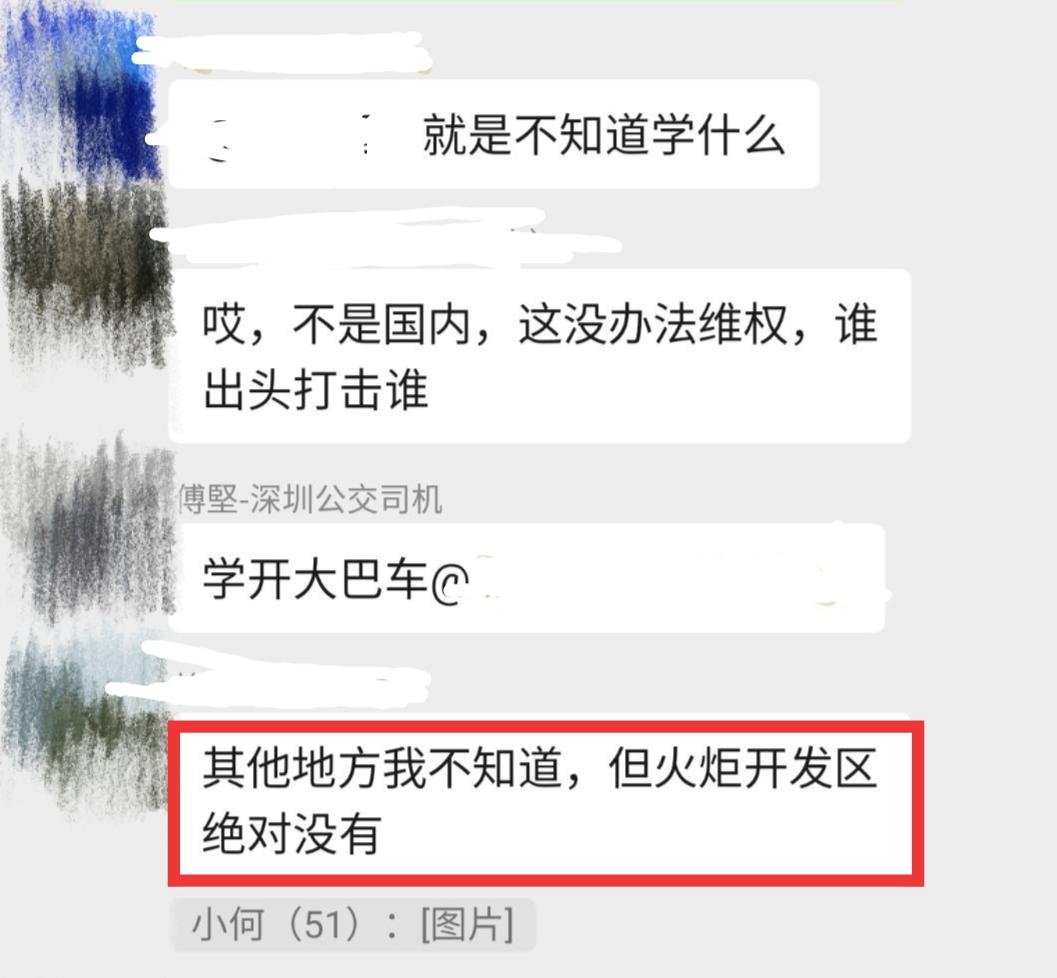 就是不知道学什么
哎，不是国内，这没办法维权，谁
出头打击谁
傅堅-深圳公交司机
学开大巴车@
其他地方我不知道，但火炬开发区
绝对没有
小何（51）：[图片]